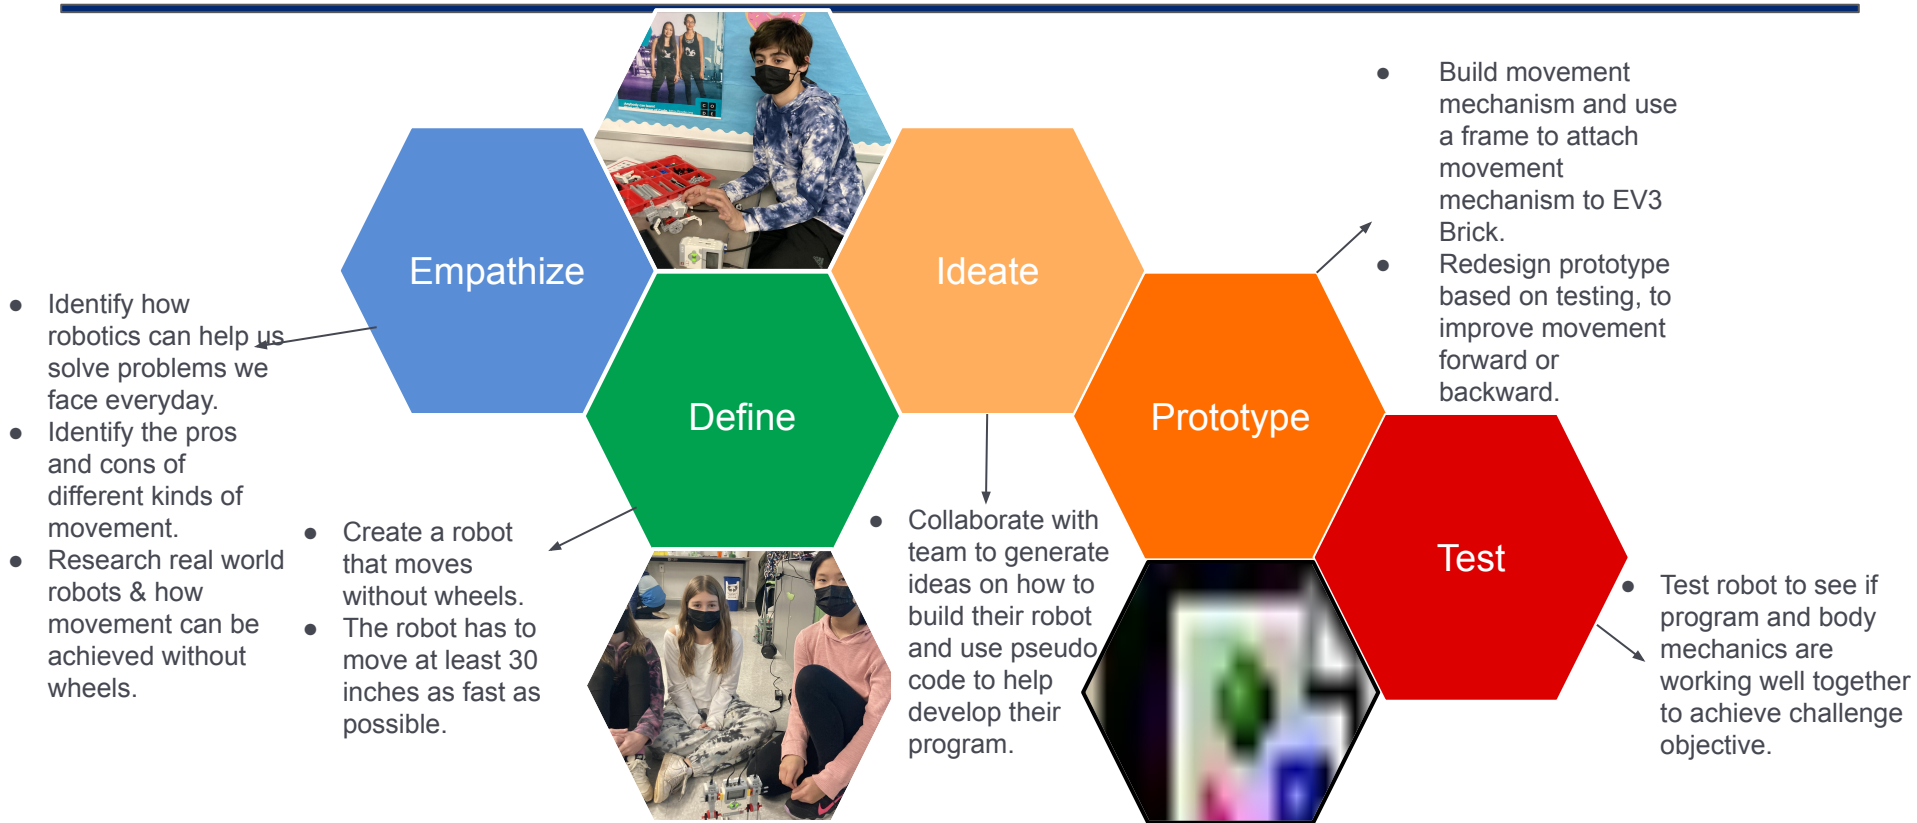 Empathize
● Identify how
robotics can help us
solve problems we
face everyday.
● Identify the pros
and cons of
different kinds of
movement.
● Research real world
robots & how
movement can be
achieved without
wheels.
Define
● Create a robot
that moves
without wheels.
● The robot has to
move at least 30
inches as fast as
possible.
Ideate
● Collaborate with
team to generate
ideas on how to
build their robot
and use pseudo
code to help
develop their
program.
Prototype
● Build movement
mechanism and use
a frame to attach
movement
mechanism to EV3
Brick.
● Redesign prototype
based on testing, to
improve movement
forward or
backward.
Test
● Test robot to see if
program and body
mechanics are
working well together
to achieve challenge
objective.